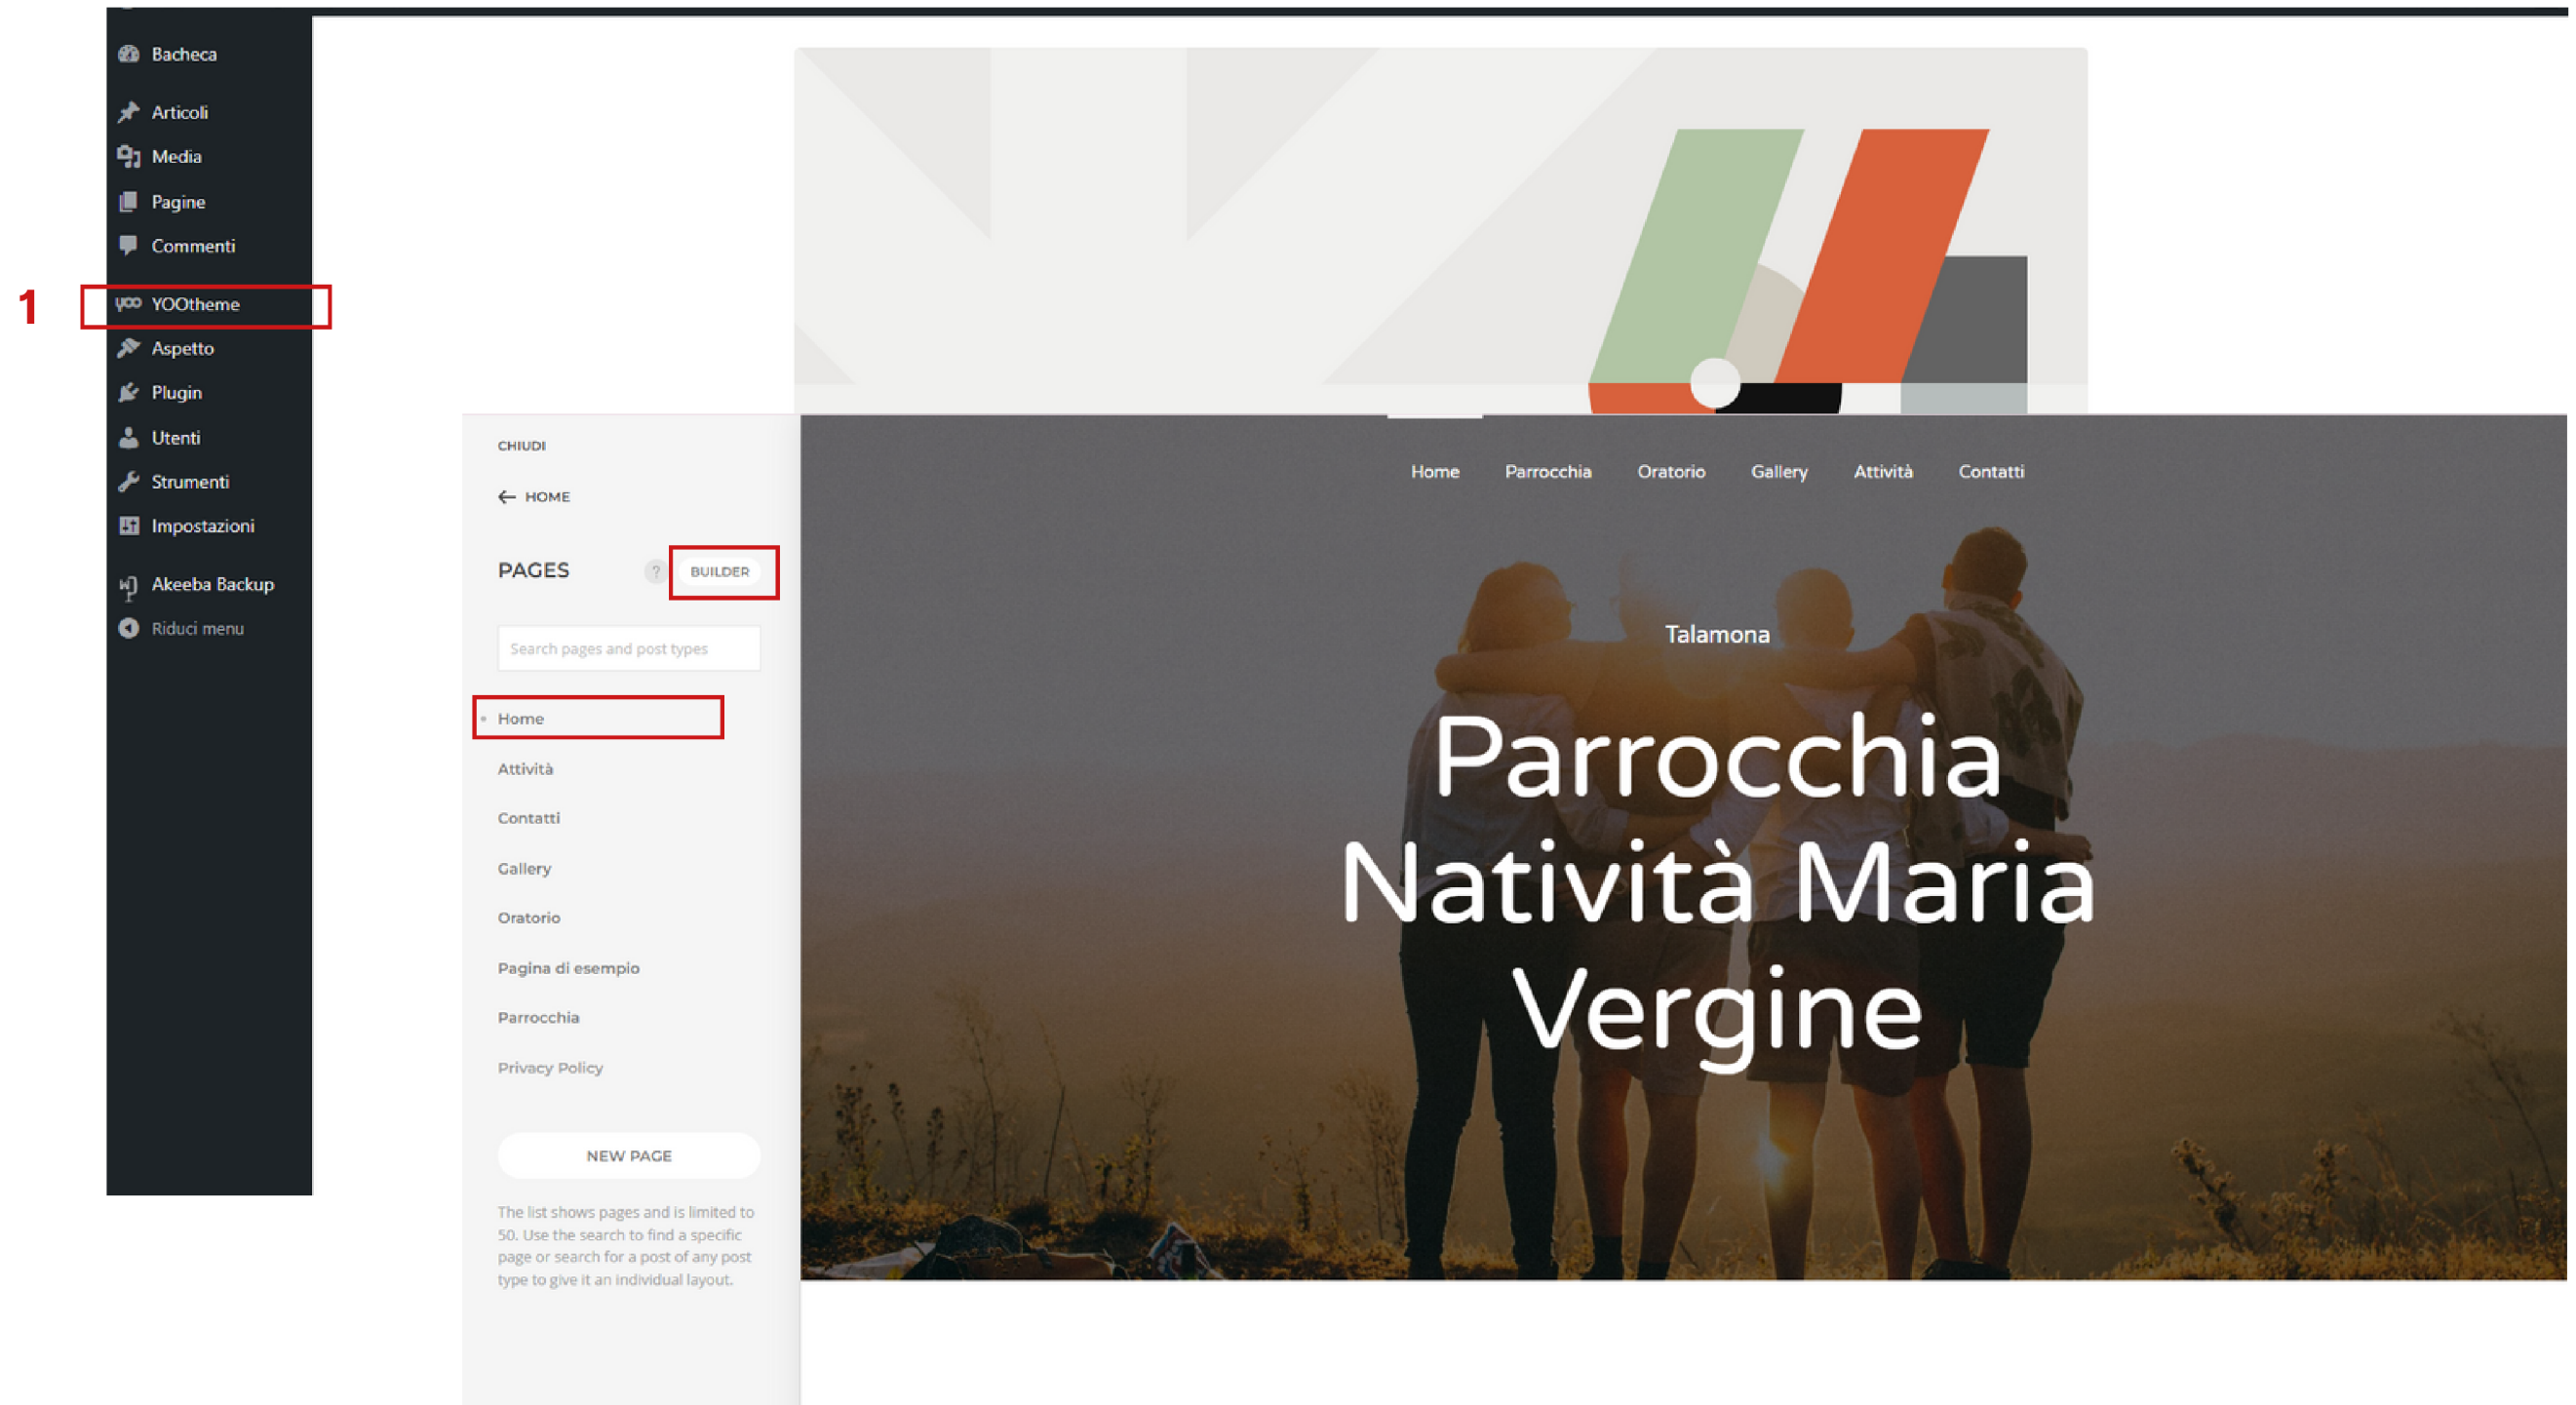 Bacheca
Articoli
Media
Pagine
Commenti
1
yoo YOOtheme
Aspetto
Plugin
Utenti
Strumenti
Impostazioni
Akeeba Backup
Riduci menu
CHIUDI
← HOME
PAGES ? BUILDER
Search pages and post types
Home
Attività
Contatti
Gallery
Oratorio
Pagina di esempio
Parrocchia
Privacy Policy
NEW PAGE
The list shows pages and is limited to
50. Use the search to find a specific
page or search for a post of any post
type to give it an individual layout.
Home Parrocchia Oratorio Gallery Attività Contatti
Talamona
Parrocchia
Natività Maria
Vergine